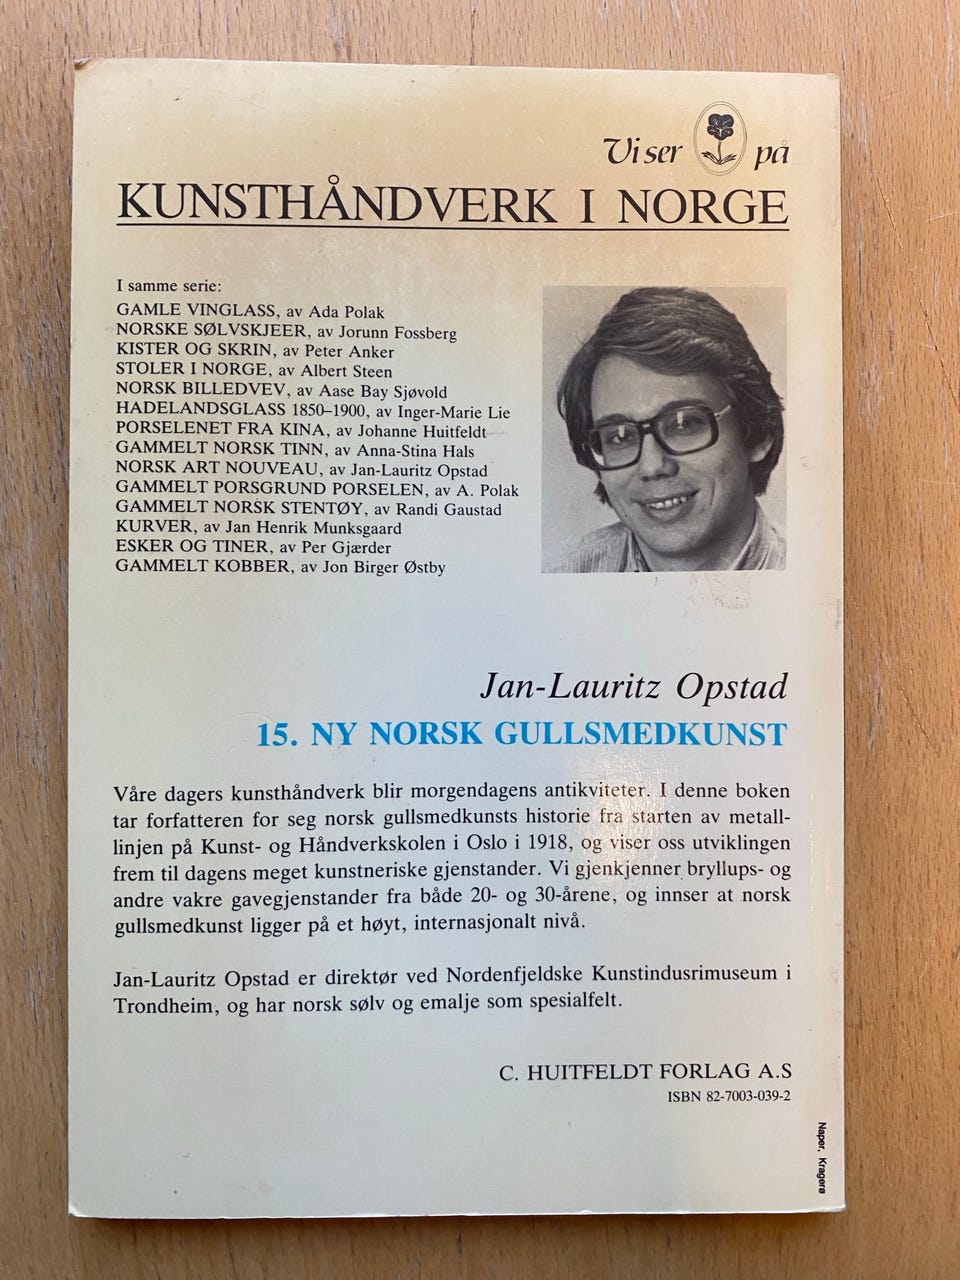 Vi ser på
KUNSTHÅNDVERK I NORGE
I samme serie:
GAMLE VINGLASS, av Ada Polak
NORSKE SØLVSKJEER, av Jorunn Fossberg
KISTER OG SKRIN, av Peter Anker
STOLER I NORGE, av Albert Steen
NORSK BILLEDVEV, av Aase Bay Sjøvold
HADELANDSGLASS 1850–1900, av Inger-Marie Lie
PORSELENET FRA KINA, av Johanne Huitfeldt
GAMMELT NORSK TINN, av Anna-Stina Hals
NORSK ART NOUVEAU, av Jan-Lauritz Opstad
GAMMELT PORSGRUND PORSELEN, av A. Polak
GAMMELT NORSK STENTØY, av Randi Gaustad
KURVER, av Jan Henrik Munksgaard
ESKER OG TINER, av Per Gjærder
GAMMELT KOBBER, av Jon Birger Østby
Jan-Lauritz Opstad
15. NY NORSK GULLSMEDKUNST
Våre dagers kunsthåndverk blir morgendagens antikviteter. I denne boken
tar forfatteren for seg norsk gullsmedkunsts historie fra starten av metall-
linjen på Kunst- og Håndverkskolen i Oslo i 1918, og viser oss utviklingen
frem til dagens meget kunstneriske gjenstander. Vi gjenkjenner bryllups- og
andre vakre gavegjenstander fra både 20- og 30-årene, og innser at norsk
gullsmedkunst ligger på et høyt, internasjonalt nivå.
Jan-Lauritz Opstad er direktør ved Nordenfjeldske Kunstindusrimuseum i
Trondheim, og har norsk sølv og emalje som spesialfelt.
C. HUITFELDT FORLAG A.S
ISBN 82-7003-039-2
Naper, Kragerø